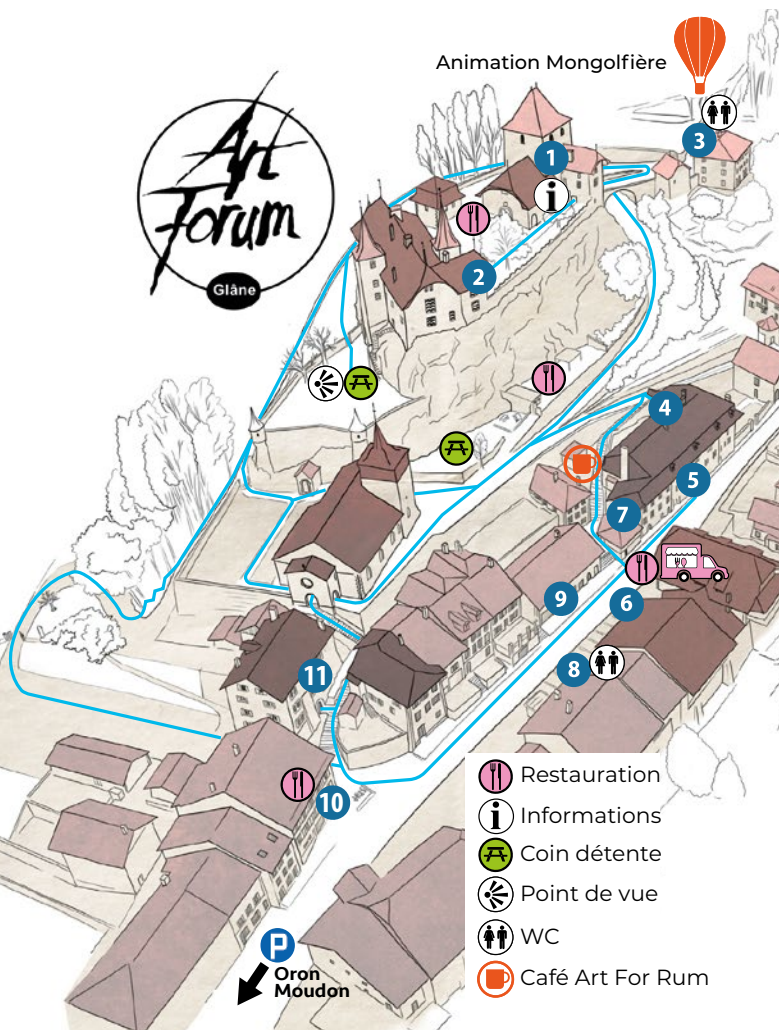 Animation Mongolfière
Art
Forum
Glâne
1
3
2
4
5
7
6
9
8
11
10
Restauration
i Informations
Coin détente
Point de vue
WC
Café Art For Rum
P
Oron
Moudon